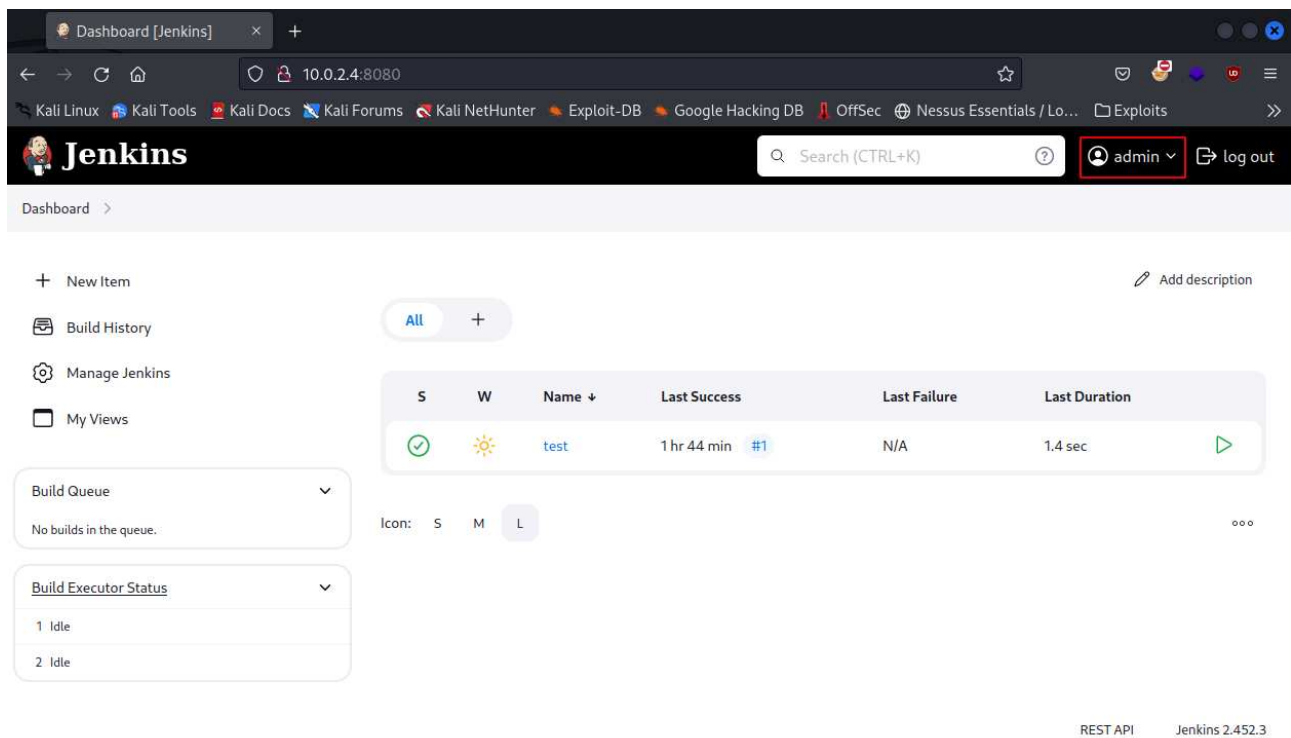 Dashboard [Jenkins]
10.0.2.4:8080
Kali Linux Kali Tools Kali Docs Kali Forums Kali NetHunter Exploit-DB Google Hacking DB OffSec Nessus Essentials / Lo... Exploits
Jenkins Search (CTRL+K) ? admin log out
Dashboard >
+ New Item
Add description
Build History
All +
Manage Jenkins
My Views
S W Name ↓ Last Success Last Failure Last Duration
test 1 hr 44 min #1 N/A 1.4 sec
Build Queue
No builds in the queue.
Icon: S M L
Build Executor Status
1 Idle
2 Idle
REST API Jenkins 2.452.3